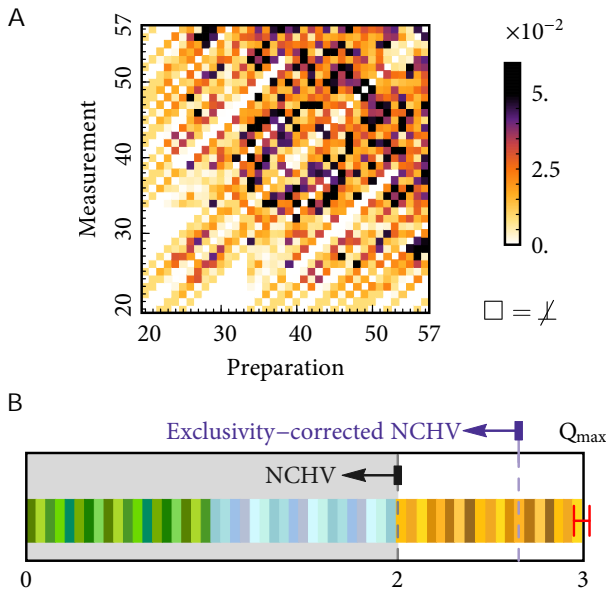 A
×10⁻²
57
50
40
30
20
Measurement
20 30 40 50 57
Preparation
5.
2.5
0.
□ = ⊥̸
B
Exclusivity−corrected NCHV
Qmax
NCHV
0 2 3